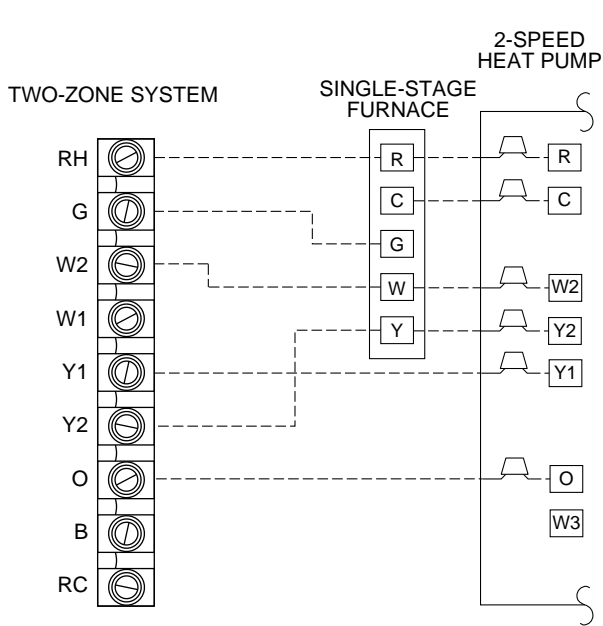 2-SPEED
HEAT PUMP
TWO-ZONE SYSTEM
SINGLE-STAGE
FURNACE
RH
R
R
C
C
G
G
W2
W
W2
W1
Y
Y2
Y1
Y1
Y2
O
O
B
W3
RC